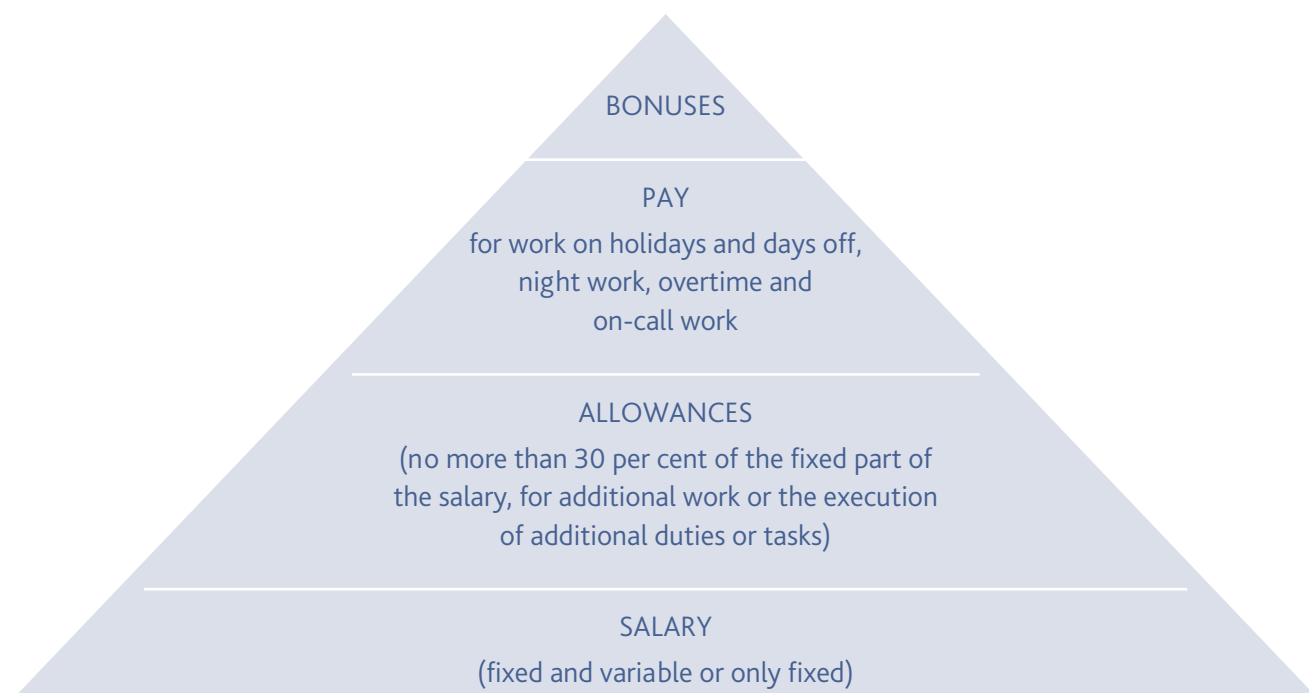 BONUSES
PAY
for work on holidays and days off,
night work, overtime and
on-call work
ALLOWANCES
(no more than 30 per cent of the fixed part of
the salary, for additional work or the execution
of additional duties or tasks)
SALARY
(fixed and variable or only fixed)